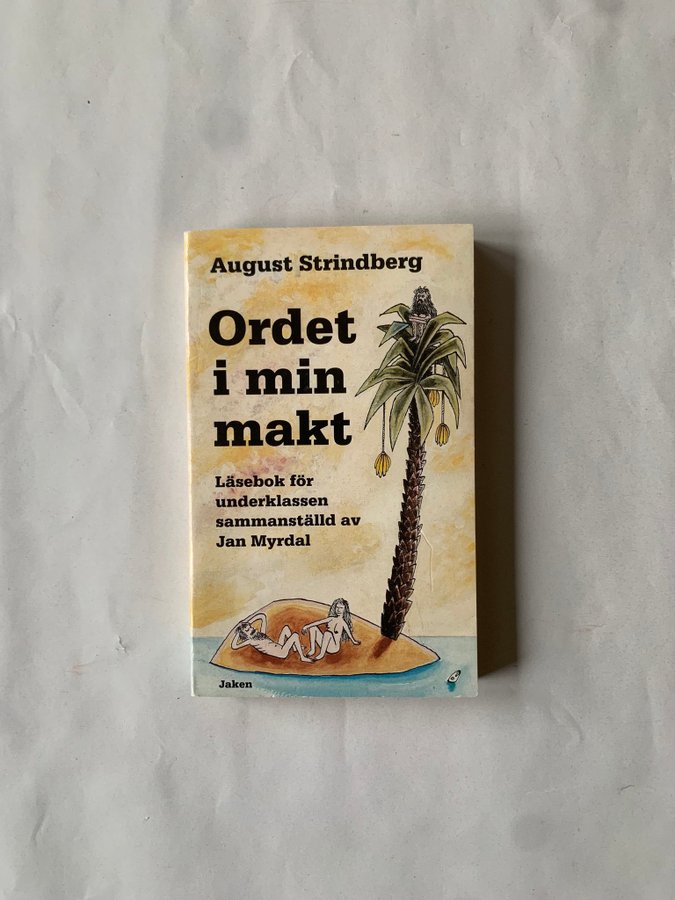 August Strindberg
Ordet
i min
makt
Läsebok för
underklassen
sammanställd av
Jan Myrdal
Jaken